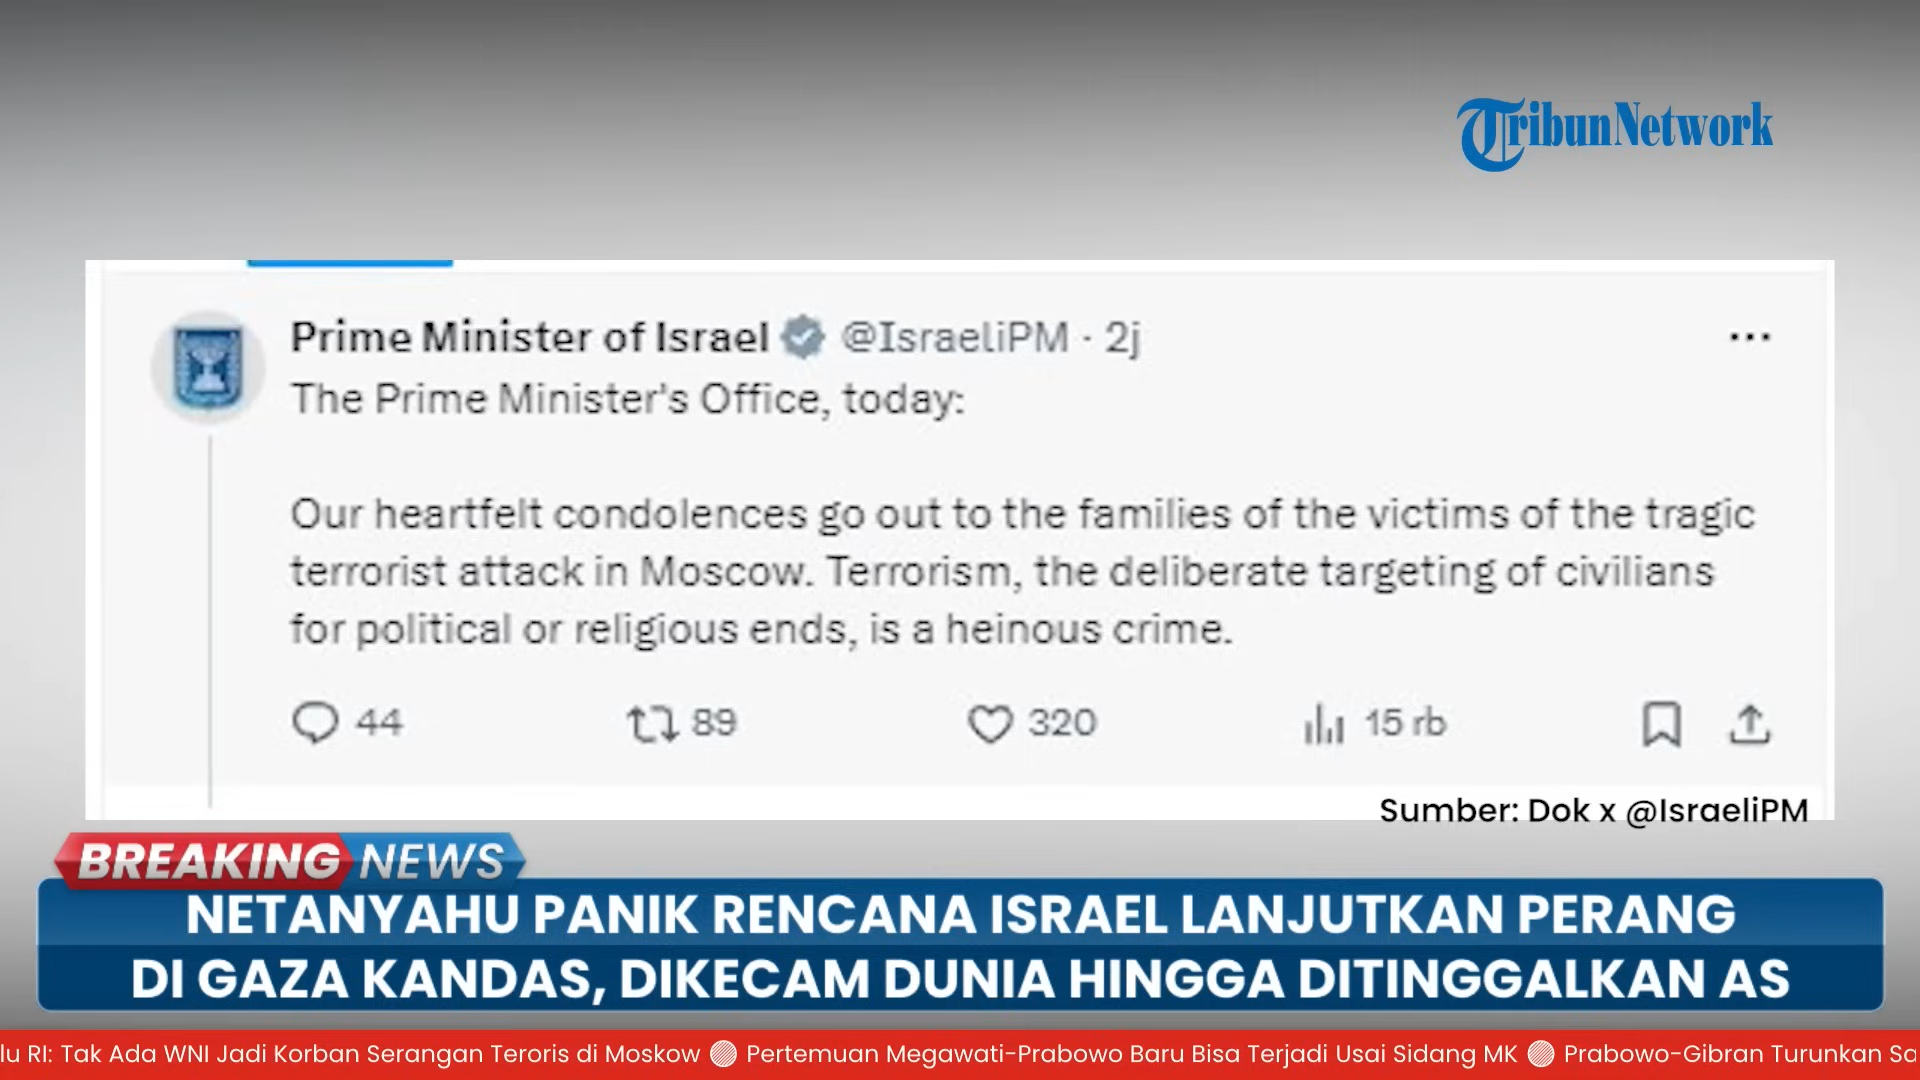 TribunNetwork
Prime Minister of Israel @IsraeliPM · 2j
The Prime Minister's Office, today:
Our heartfelt condolences go out to the families of the victims of the tragic
terrorist attack in Moscow. Terrorism, the deliberate targeting of civilians
for political or religious ends, is a heinous crime.
44 89 320 15 rb
Sumber: Dok x @IsraeliPM
BREAKING NEWS
NETANYAHU PANIK RENCANA ISRAEL LANJUTKAN PERANG
DI GAZA KANDAS, DIKECAM DUNIA HINGGA DITINGGALKAN AS
lu RI: Tak Ada WNI Jadi Korban Serangan Teroris di Moskow Pertemuan Megawati-Prabowo Baru Bisa Terjadi Usai Sidang MK Prabowo-Gibran Turunkan